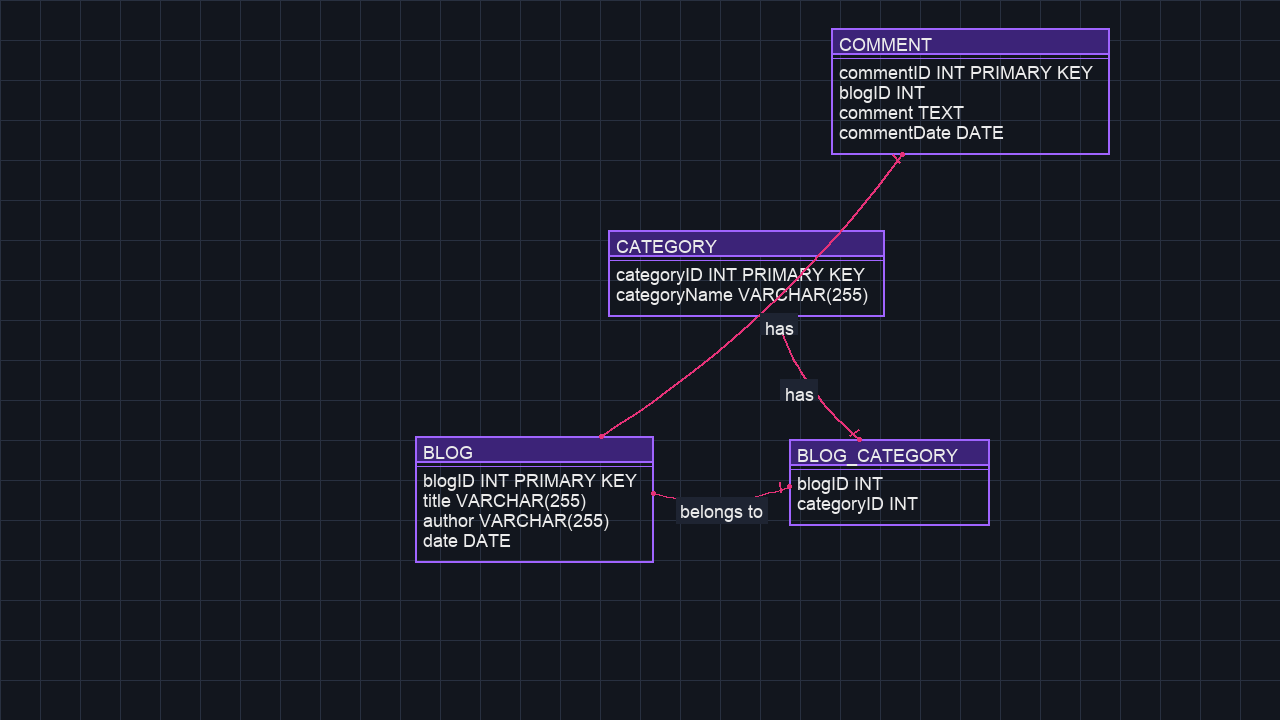 COMMENT
commentID INT PRIMARY KEY
blogID INT
comment TEXT
commentDate DATE
CATEGORY
categoryID INT PRIMARY KEY
categoryName VARCHAR(255)
has
has
BLOG
blogID INT PRIMARY KEY
title VARCHAR(255)
author VARCHAR(255)
date DATE
belongs to
BLOG_CATEGORY
blogID INT
categoryID INT